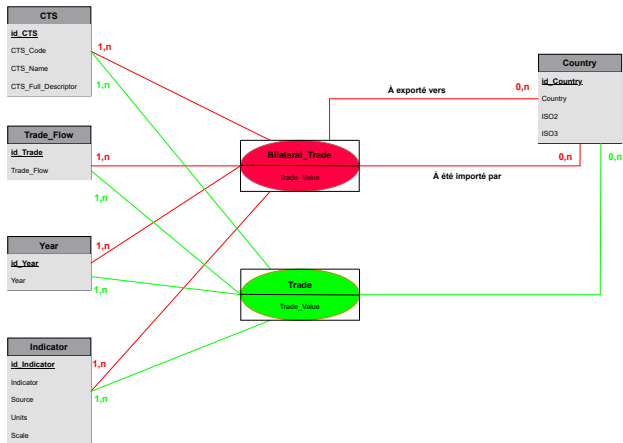 CTS
id_CTS
CTS_Code
CTS_Name
CTS_Full_Descriptor
1,n
1,n
Country
id_Country
Country
ISO2
ISO3
0,n
À exporté vers
0,n
À été importé par
0,n
Trade_Flow
id_Trade
Trade_Flow
1,n
1,n
Bilateral_Trade
Trade_Value
Year
id_Year
Year
1,n
1,n
Trade
Trade_Value
Indicator
id_Indicator
Indicator
Source
Units
Scale
1,n
1,n